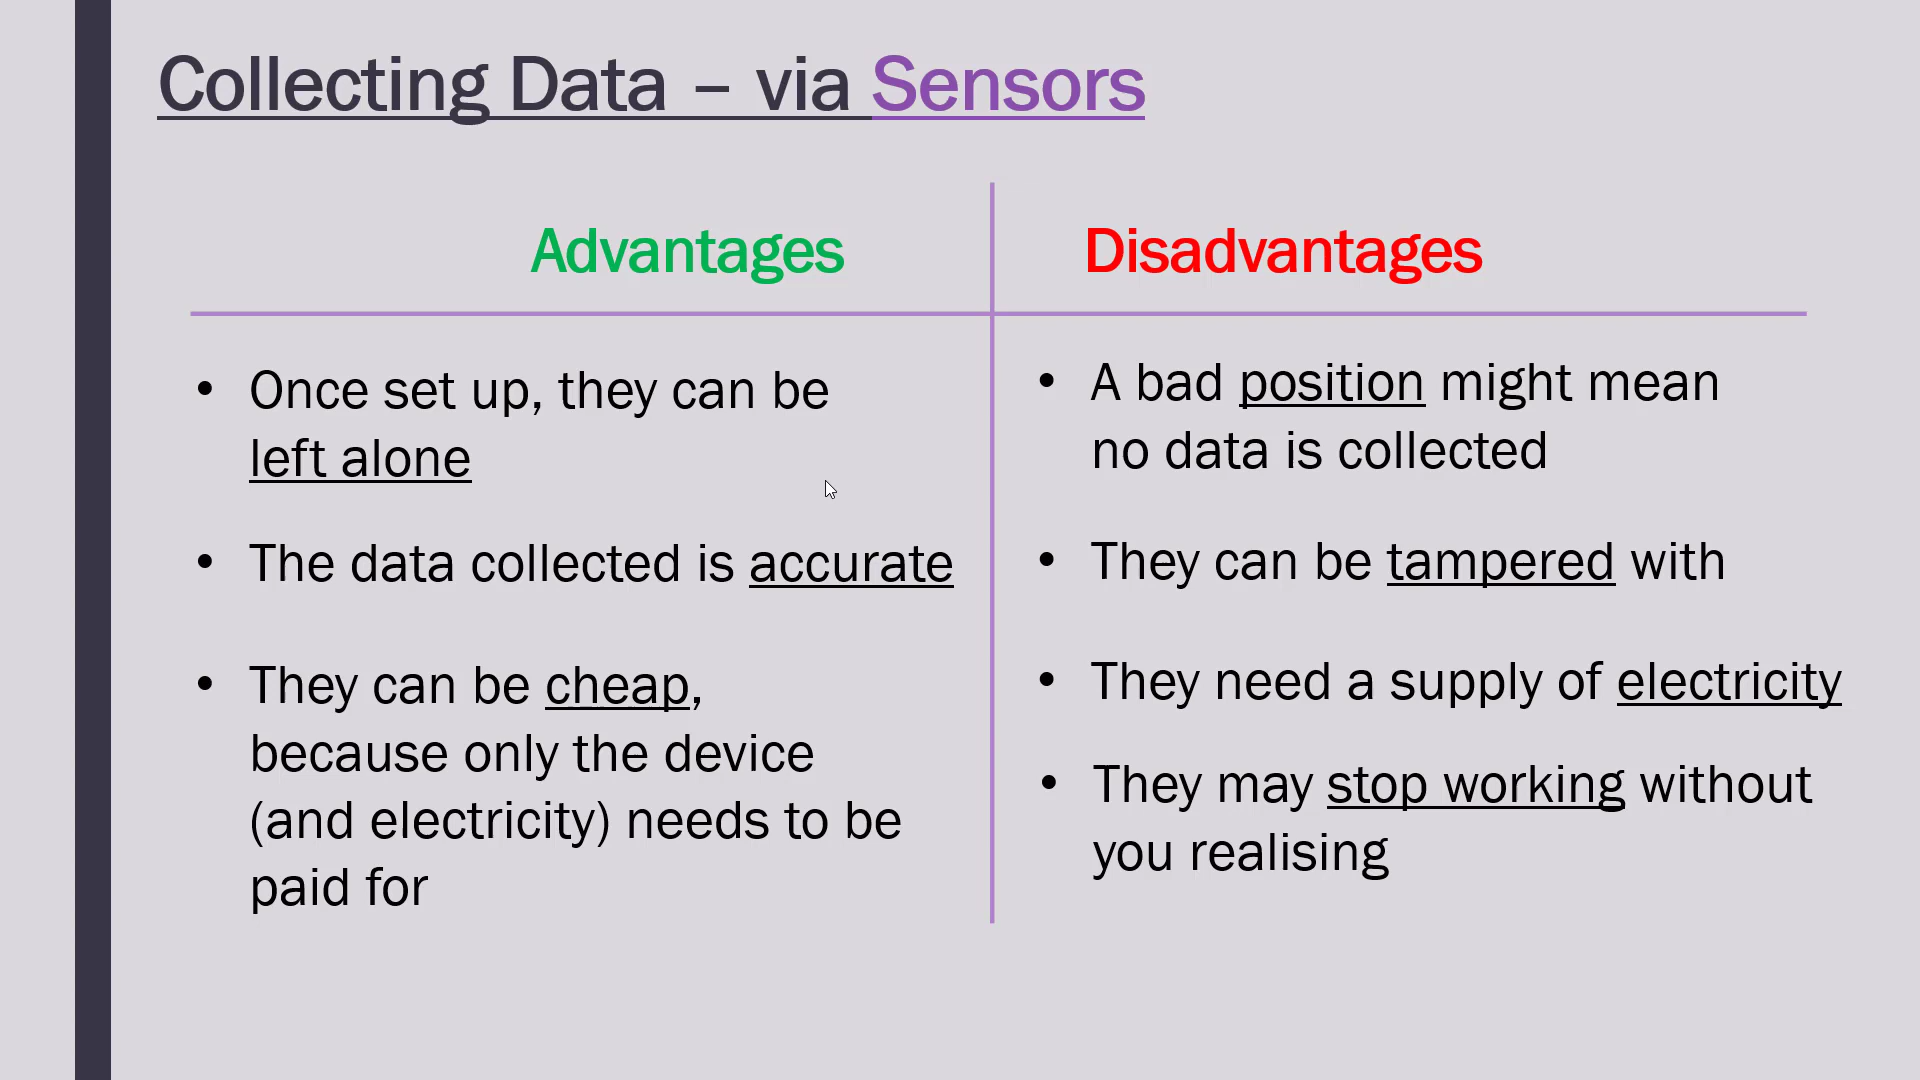 Collecting Data – via Sensors
Advantages
• Once set up, they can be
left alone
• The data collected is accurate
• They can be cheap,
because only the device
(and electricity) needs to be
paid for
Disadvantages
• A bad position might mean
no data is collected
• They can be tampered with
• They need a supply of electricity
• They may stop working without
you realising